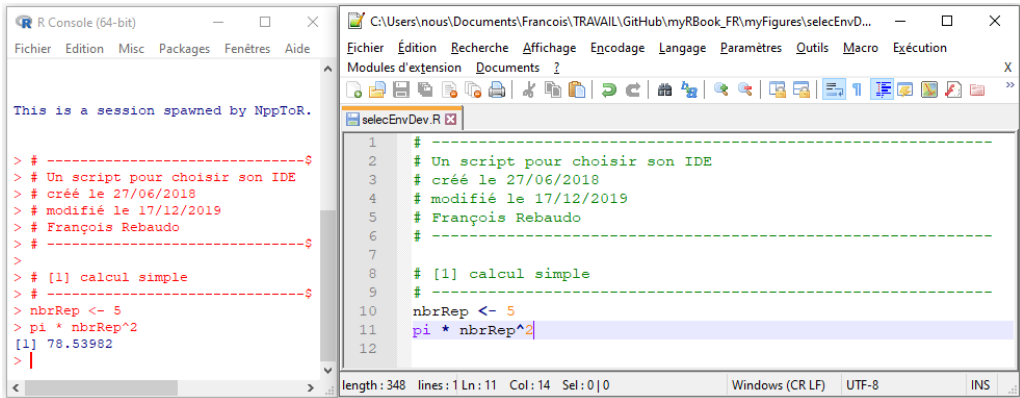 R Console (64-bit)
Fichier Edition Misc Packages Fenêtres Aide
This is a session spawned by NppToR.
> # --------------------------------$
> # Un script pour choisir son IDE
> # créé le 27/06/2018
> # modifié le 17/12/2019
> # François Rebaudo
> # --------------------------------$
>
> # [1] calcul simple
> # --------------------------------$
> nbrRep <- 5
> pi * nbrRep^2
[1] 78.53982
>
C:\Users\nous\Documents\Francois\TRAVAIL\GitHub\myRBook_FR\myFigures\selecEnvD...
Fichier Édition Recherche Affichage Encodage Langage Paramètres Outils Macro Exécution
Modules d'extension Documents ? X
selecEnvDev.R
1 # ------------------------------------------------------------
2 # Un script pour choisir son IDE
3 # créé le 27/06/2018
4 # modifié le 17/12/2019
5 # François Rebaudo
6 # ------------------------------------------------------------
7
8 # [1] calcul simple
9 # ------------------------------------------------------------
10 nbrRep <- 5
11 pi * nbrRep^2
12
length : 348 lines : 1 Ln : 11 Col : 14 Sel : 0 | 0 Windows (CR LF) UTF-8 INS